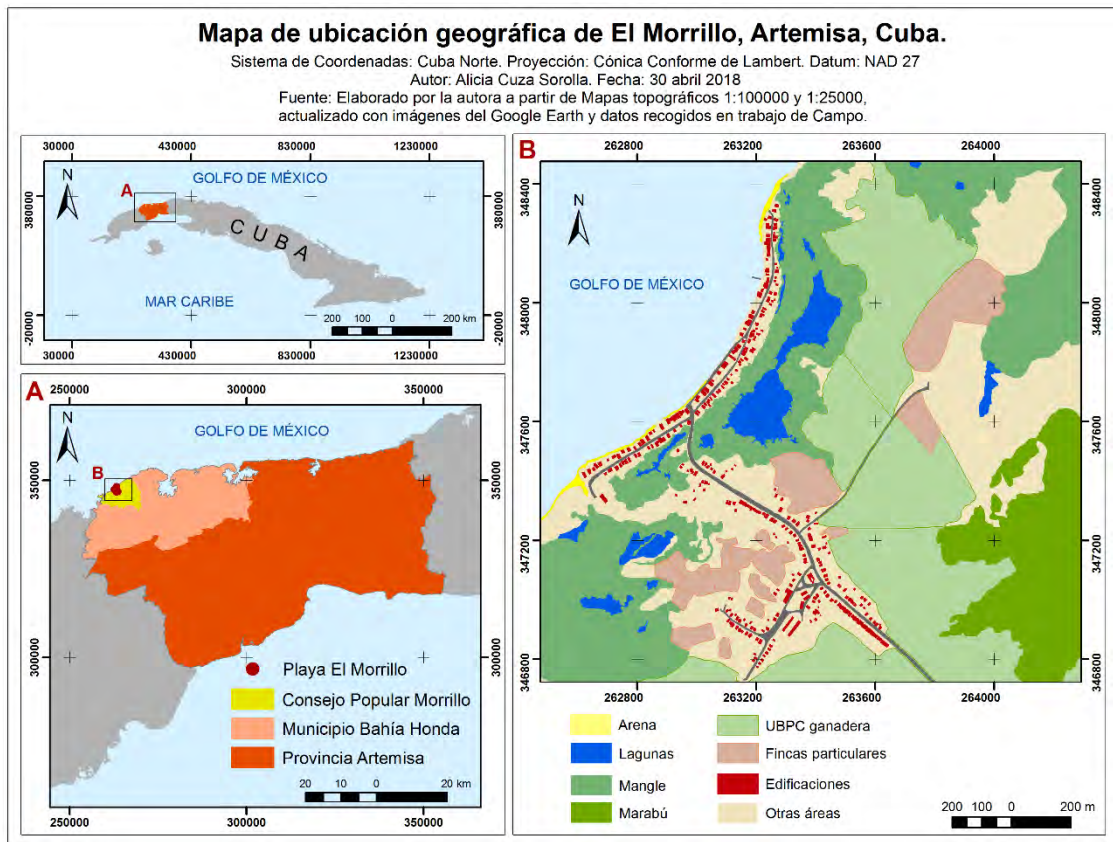 Mapa de ubicación geográfica de El Morrillo, Artemisa, Cuba.
Sistema de Coordenadas: Cuba Norte. Proyección: Cónica Conforme de Lambert. Datum: NAD 27
Autor: Alicia Cuza Sorolla. Fecha: 30 abril 2018
Fuente: Elaborado por la autora a partir de Mapas topográficos 1:100000 y 1:25000,
actualizado con imágenes del Google Earth y datos recogidos en trabajo de Campo.
30000 430000 830000 1230000
N
A
GOLFO DE MÉXICO
380000
380000
CUBA
MAR CARIBE
-20000
-20000
200 100 0 200 km
30000 430000 830000 1230000
A
250000 300000 350000
N
GOLFO DE MÉXICO
B
350000
350000
300000
300000
Playa El Morrillo
Consejo Popular Morrillo
Municipio Bahía Honda
Provincia Artemisa
20 10 0 20 km
250000 300000 350000
B
262800 263200 263600 264000
348400
348400
N
GOLFO DE MÉXICO
348000
348000
347600
347600
347200
347200
346800
346800
262800 263200 263600 264000
Arena
Lagunas
Mangle
Marabú
UBPC ganadera
Fincas particulares
Edificaciones
Otras áreas
200 100 0 200 m